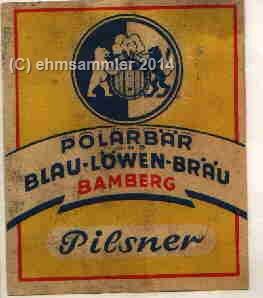 (C) ehmsammler 2014
POLARBÄR
BLAU-LÖWEN-BRÄU
BAMBERG
Pilsner